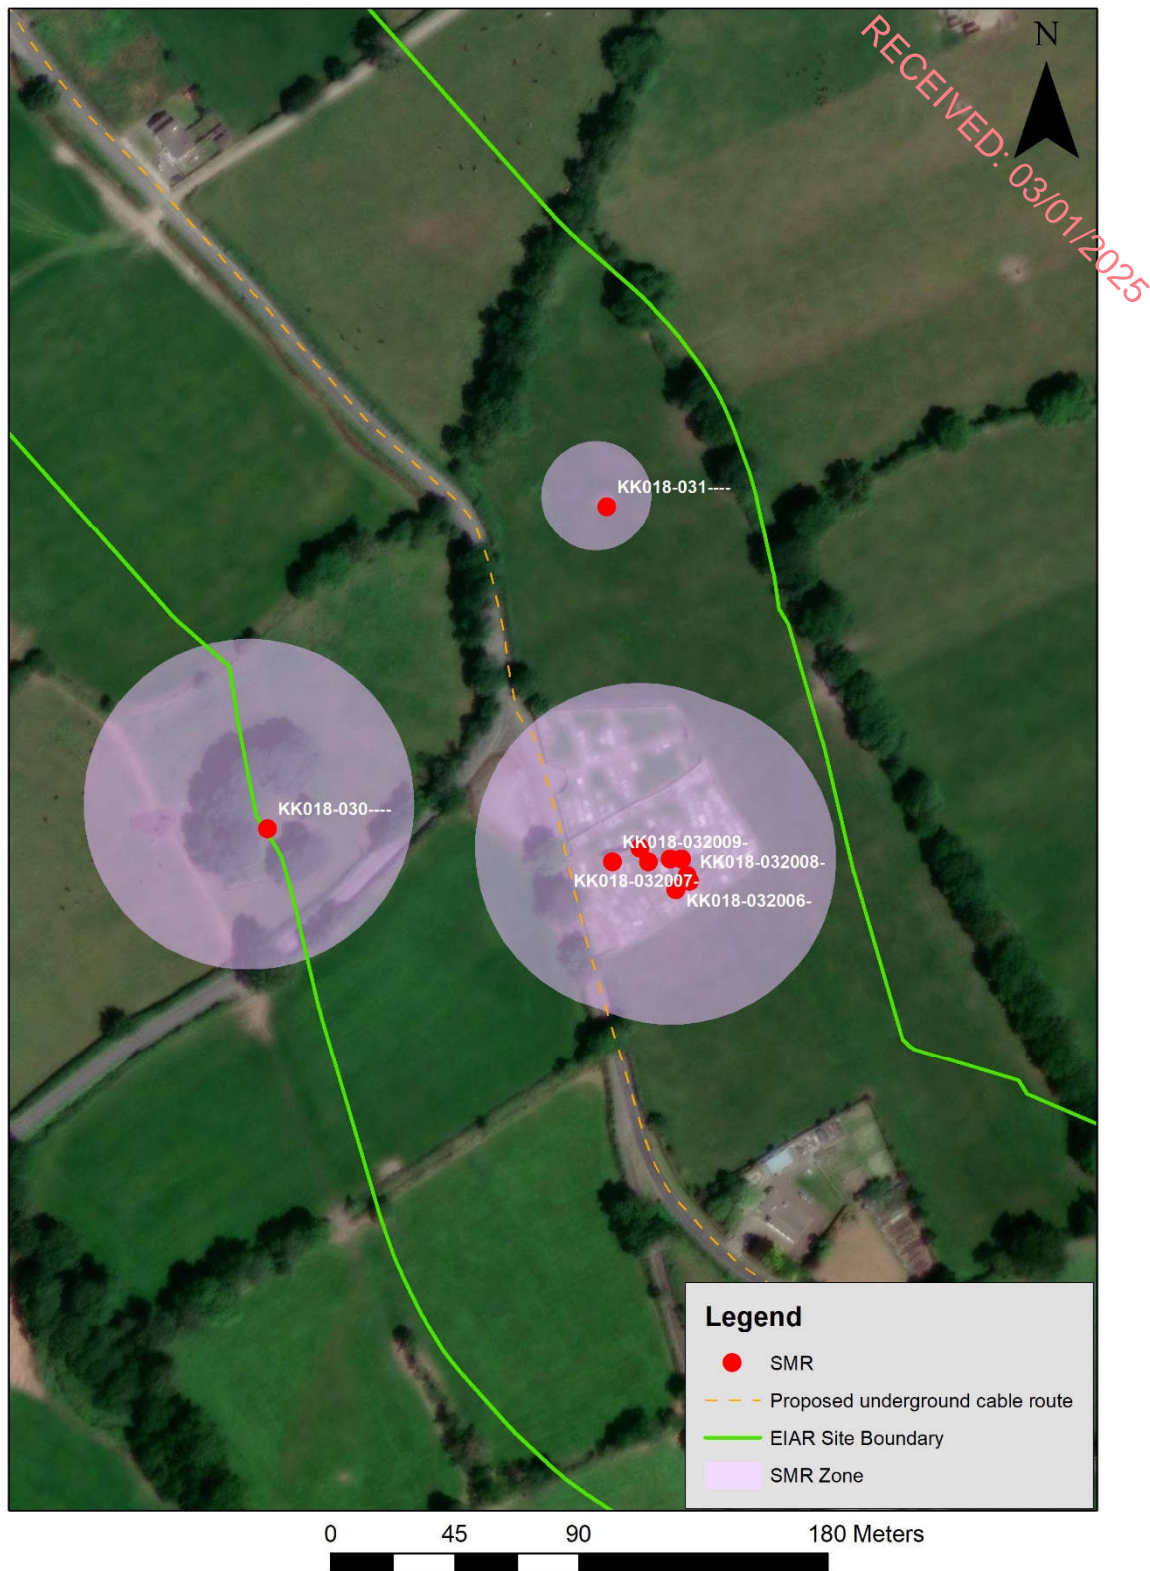 N
RECEIVED: 03/01/2025
KK018-031----
KK018-030----
KK018-032009-
KK018-032008-
KK018-032007-
KK018-032006-
Legend
SMR
Proposed underground cable route
EIAR Site Boundary
SMR Zone
0 45 90 180 Meters